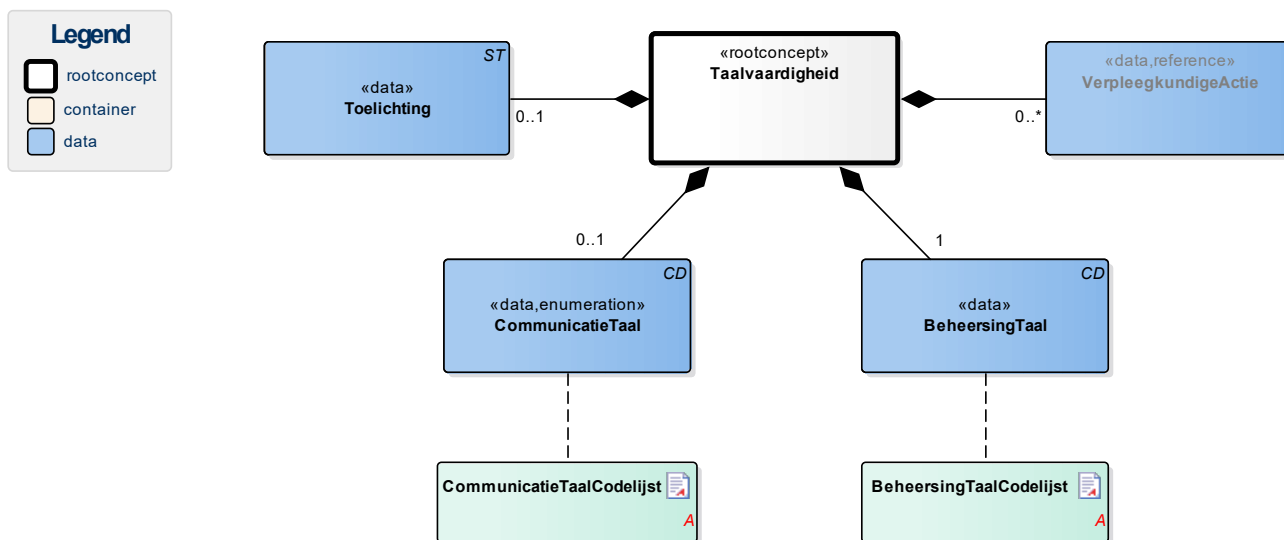 Legend
rootconcept
container
data
ST
«data»
Toelichting
0..1
«rootconcept»
Taalvaardigheid
«data,reference»
VerpleegkundigeActie
0..*
0..1
1
CD
«data,enumeration»
CommunicatieTaal
CD
«data»
BeheersingTaal
CommunicatieTaalCodelijst
A
BeheersingTaalCodelijst
A